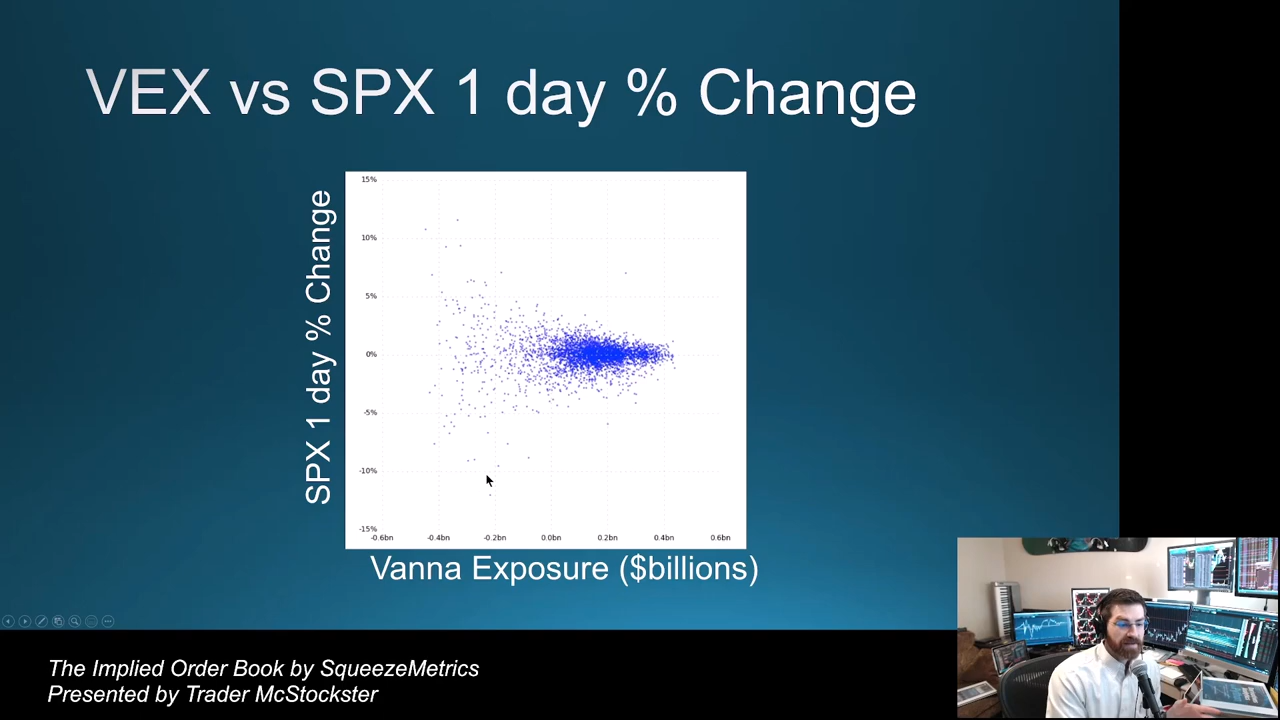 VEX vs SPX 1 day % Change
SPX 1 day % Change
15%
10%
5%
0%
-5%
-10%
-15%
-0.6bn
-0.4bn
-0.2bn
0.0bn
0.2bn
0.4bn
0.6bn
Vanna Exposure ($billions)
The Implied Order Book by SqueezeMetrics
Presented by Trader McStockster